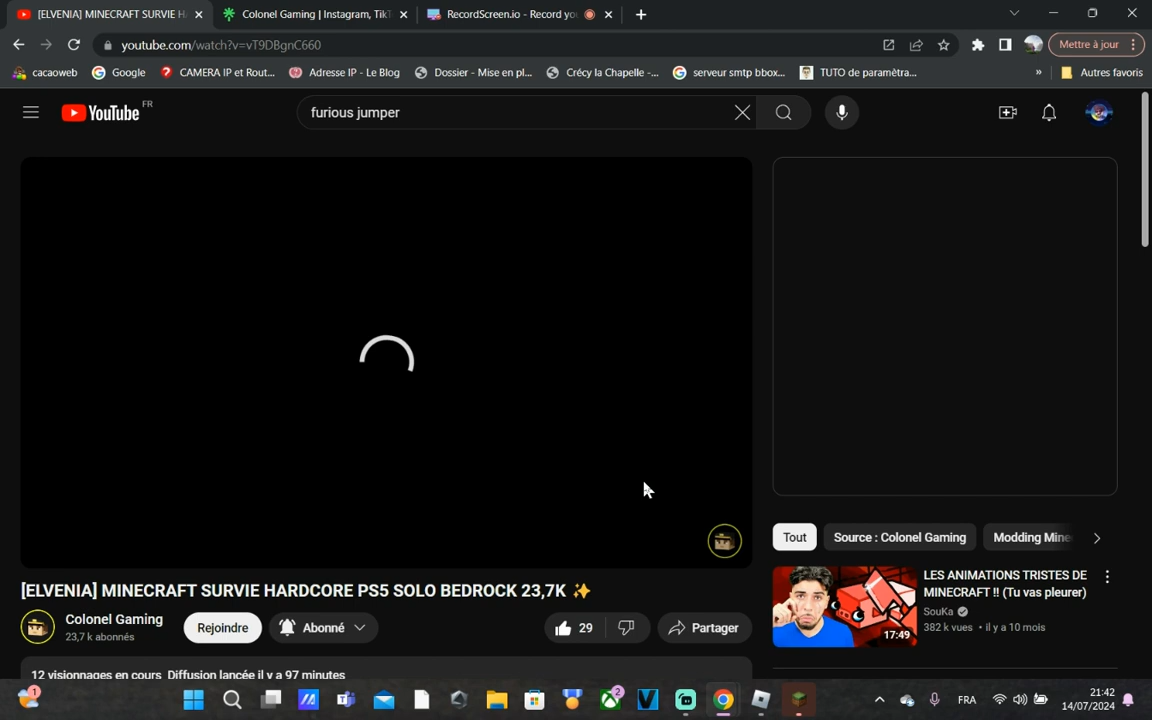 [ELVENIA] MINECRAFT SURVIE H
Colonel Gaming | Instagram, TikT
RecordScreen.io - Record yo
youtube.com/watch?v=vT9DBgnC660
Mettre à jour
cacaoweb
Google
CAMERA IP et Rout...
Adresse IP - Le Blog
Dossier - Mise en pl...
Crécy la Chapelle -...
serveur smtp bbox...
TUTO de paramètra...
»
Autres favoris
YouTube FR
furious jumper
Tout
Source : Colonel Gaming
Modding Mine
[ELVENIA] MINECRAFT SURVIE HARDCORE PS5 SOLO BEDROCK 23,7K ✨
Colonel Gaming
23,7 k abonnés
Rejoindre
Abonné
29
Partager
12 visionnages en cours Diffusion lancée il y a 97 minutes
LES ANIMATIONS TRISTES DE
MINECRAFT !! (Tu vas pleurer)
SouKa
382 k vues • il y a 10 mois
17:49
1
2
FRA
21:42
14/07/2024